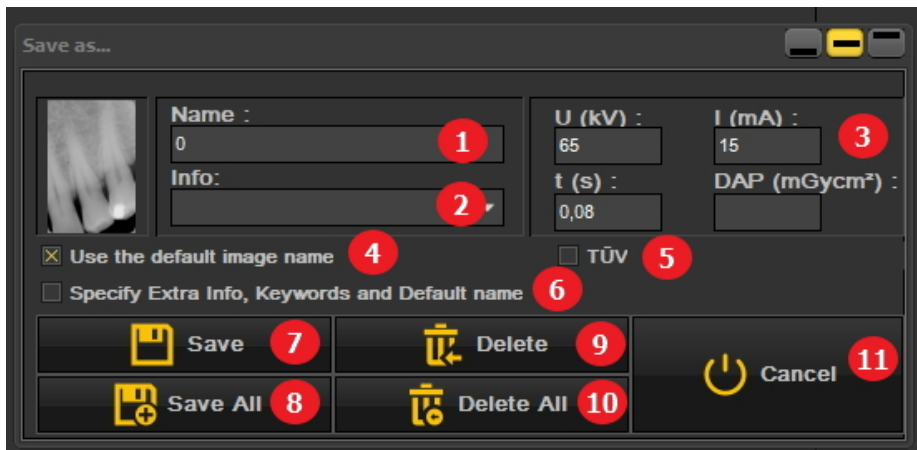 Save as...
Name :
0
1
Info:
2
U (kV) :
65
I (mA) :
15
3
t (s) :
0,08
DAP (mGycm²) :
Use the default image name
4
TŪV
5
Specify Extra Info, Keywords and Default name
6
Save
7
Delete
9
Cancel
11
Save All
8
Delete All
10